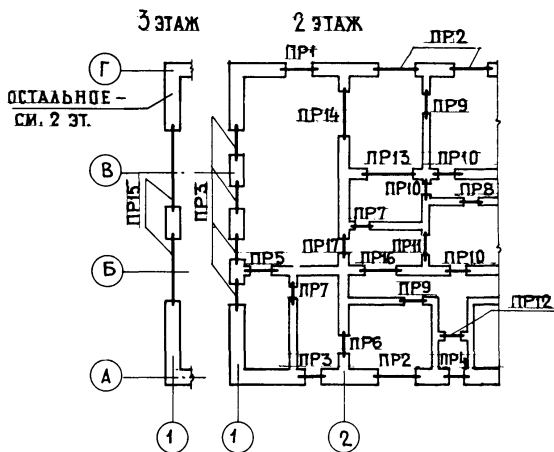 3 ЭТАЖ
2 ЭТАЖ
Г
ПР1
ПР2
ОСТАЛЬНОЕ -
СМ. 2 ЭТ.
ПР14
ПР9
В
ПР13
ПР10
ПР15
ПР3
ПР10
ПР8
ПР7
ПР17
ПР11
Б
ПР5
ПР16
ПР10
ПР7
ПР9
ПР12
ПР6
А
ПР3
ПР2
ПР4
1
1
2